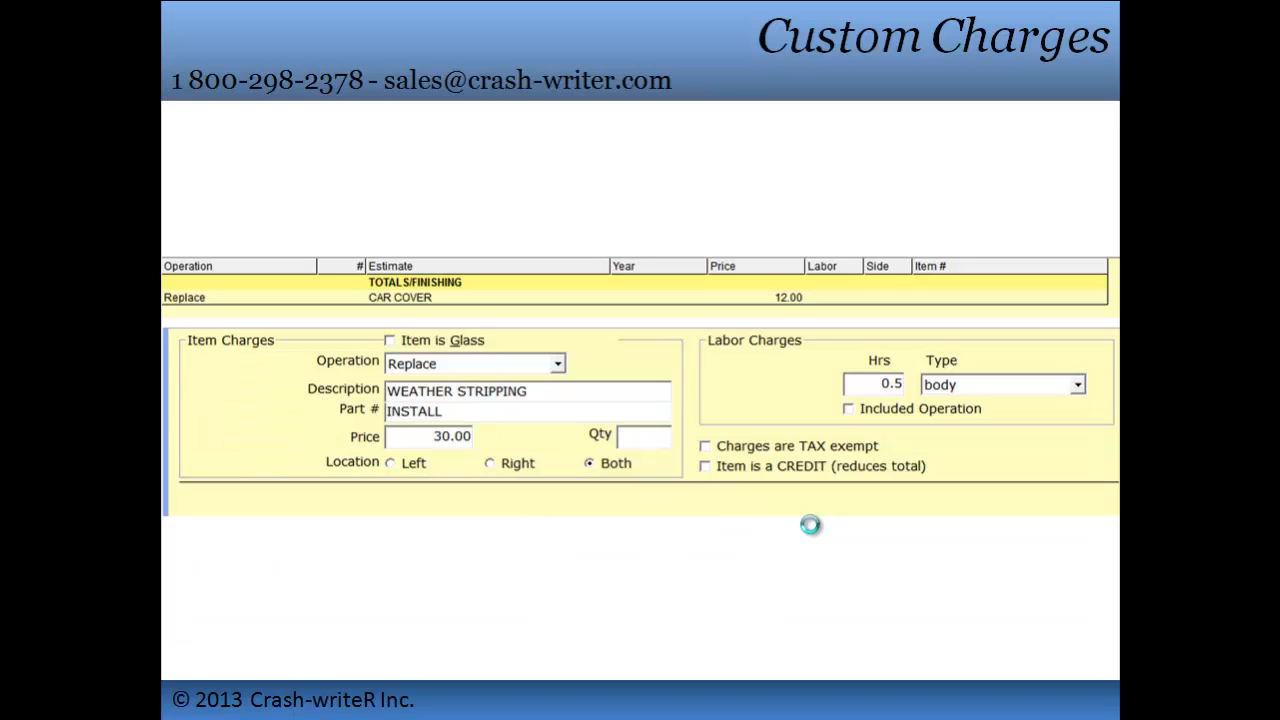 Custom Charges
1 800-298-2378 - sales@crash-writer.com
Operation # Estimate Year Price Labor Side Item #
TOTALS/FINISHING
Replace CAR COVER 12.00
Item Charges Item is Glass Labor Charges
Operation Replace Hrs Type
Description WEATHER STRIPPING 0.5 body
Part # INSTALL Included Operation
Price 30.00 Qty Charges are TAX exempt
Location Left Right Both Item is a CREDIT (reduces total)
© 2013 Crash-writeR Inc.